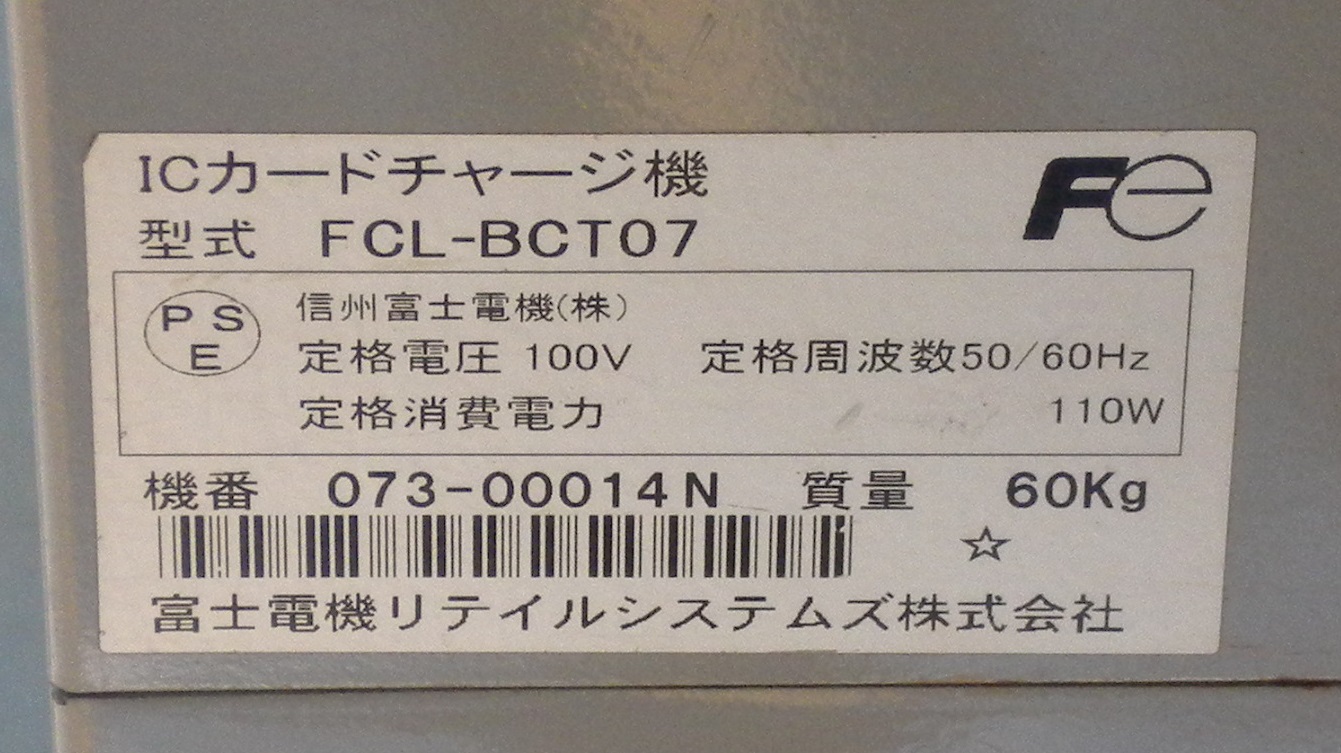 ICカードチャージ機
Fe
型式 FCL-BCT07
PSE
信州富士電機(株)
定格電圧 100V 定格周波数50/60Hz
定格消費電力 110W
機番 073-00014N 質量 60Kg
☆
富士電機リテイルシステムズ株式会社